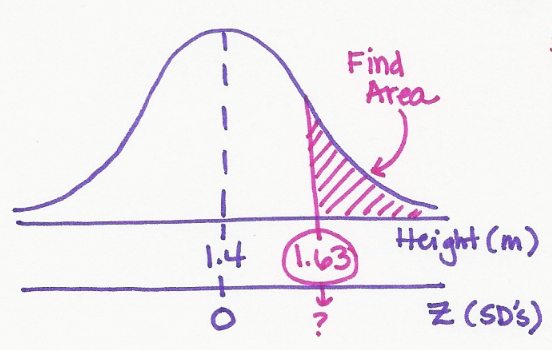 Find
Area
1.4 1.63 Height (m)
0 ? Z (SD's)